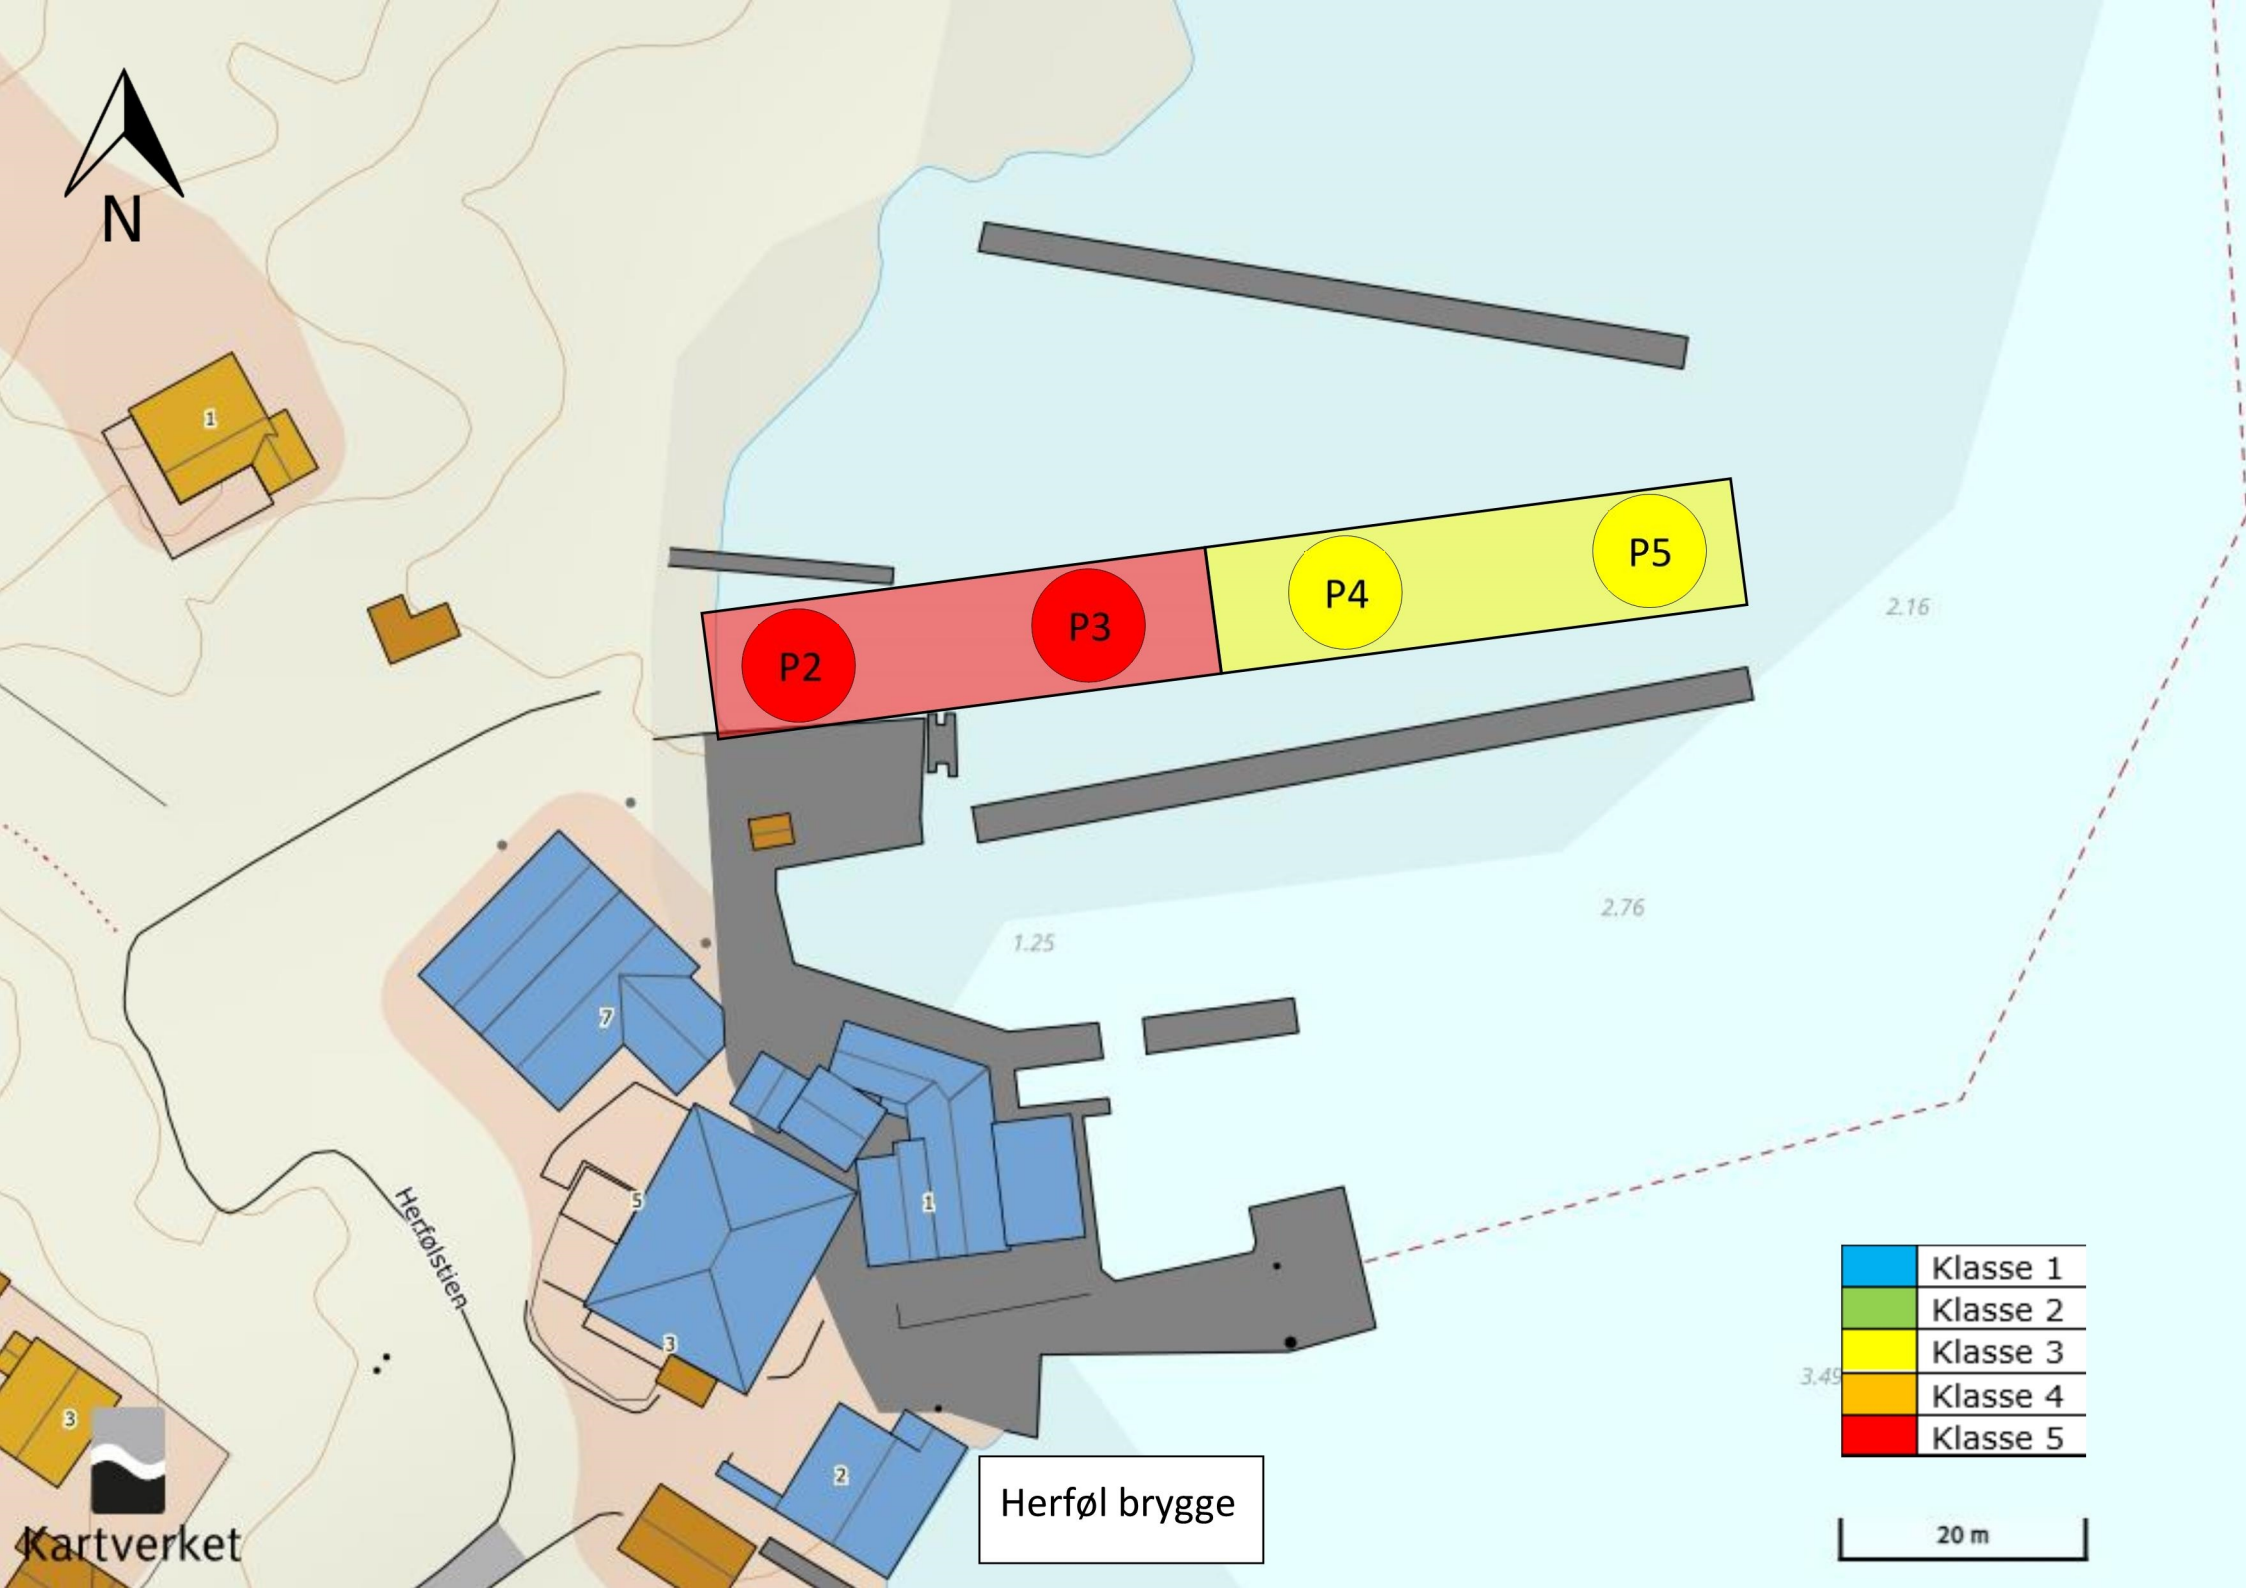 N
1
P2
P3
P4
P5
2.16
2.76
1.25
7
5
1
Herfølstien
3
3
2
3.49
Klasse 1
Klasse 2
Klasse 3
Klasse 4
Klasse 5
Herføl brygge
20 m
Kartverket